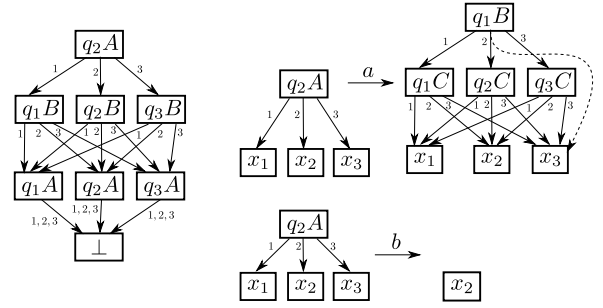 q₂A
1 2 3
q₁B q₂B q₃B
1 2 3 1 2 3 1 2 3
q₁A q₂A q₃A
1,2,3 1,2,3 1,2,3
⊥
q₂A
1 2 3
x₁ x₂ x₃
a
q₁B
1 2 3
q₁C q₂C q₃C
1 2 3 1 2 3 1 2 3
x₁ x₂ x₃
q₂A
1 2 3
x₁ x₂ x₃
b
x₂